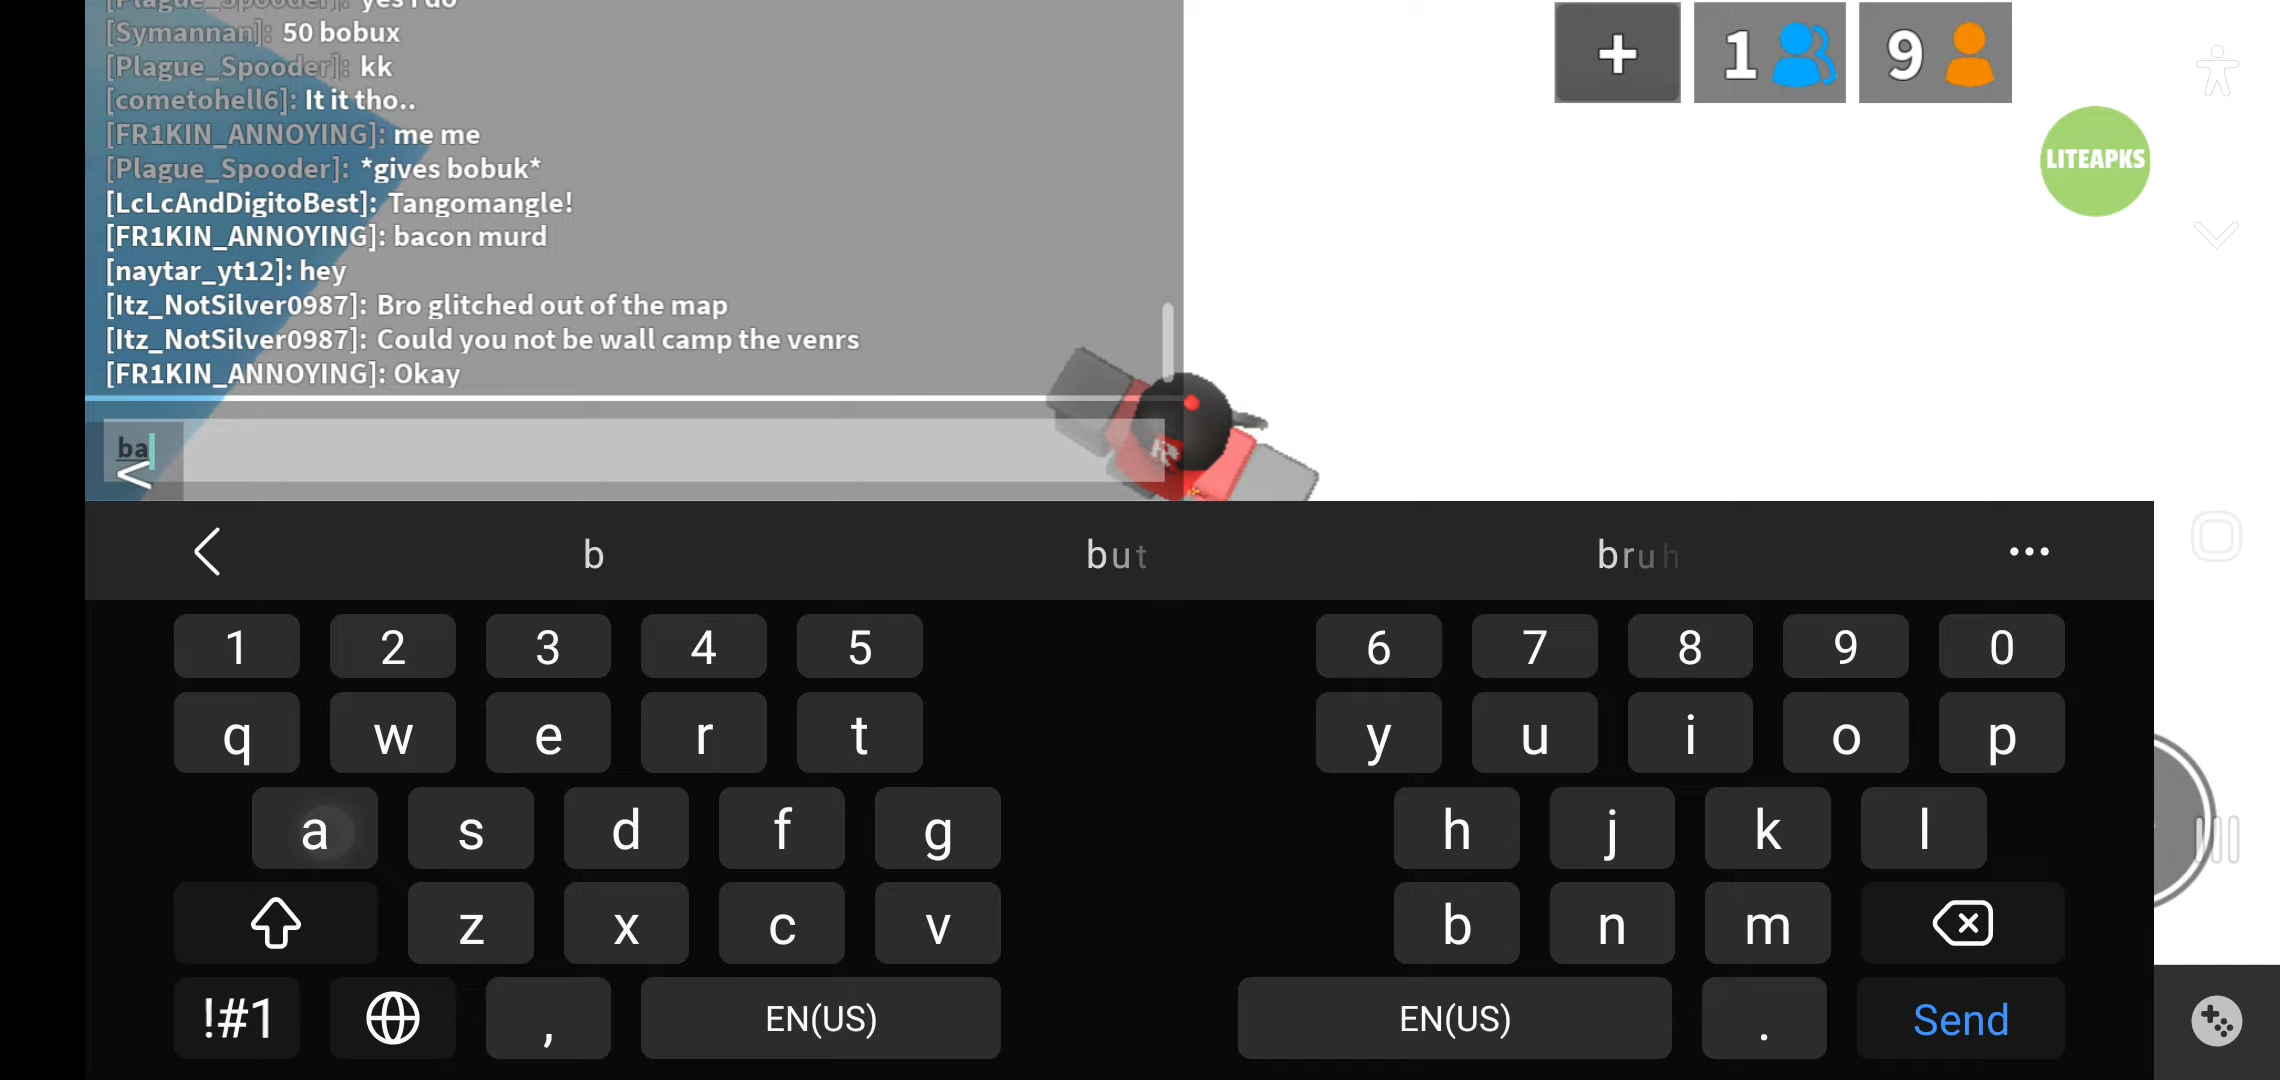 [Plague_Spooder]: yes i do
[Symannan]: 50 bobux
[Plague_Spooder]: kk
[cometohell6]: It it tho..
[FR1KIN_ANNOYING]: me me
[Plague_Spooder]: *gives bobuk*
[LcLcAndDigitoBest]: Tangomangle!
[FR1KIN_ANNOYING]: bacon murd
[naytar_yt12]: hey
[Itz_NotSilver0987]: Bro glitched out of the map
[Itz_NotSilver0987]: Could you not be wall camp the venrs
[FR1KIN_ANNOYING]: Okay
+ 1 9
LITEAPKS
ba
<
b but bruh
1 2 3 4 5 6 7 8 9 0
q w e r t y u i o p
a s d f g h j k l
z x c v b n m
!#1 , EN(US) EN(US) . Send